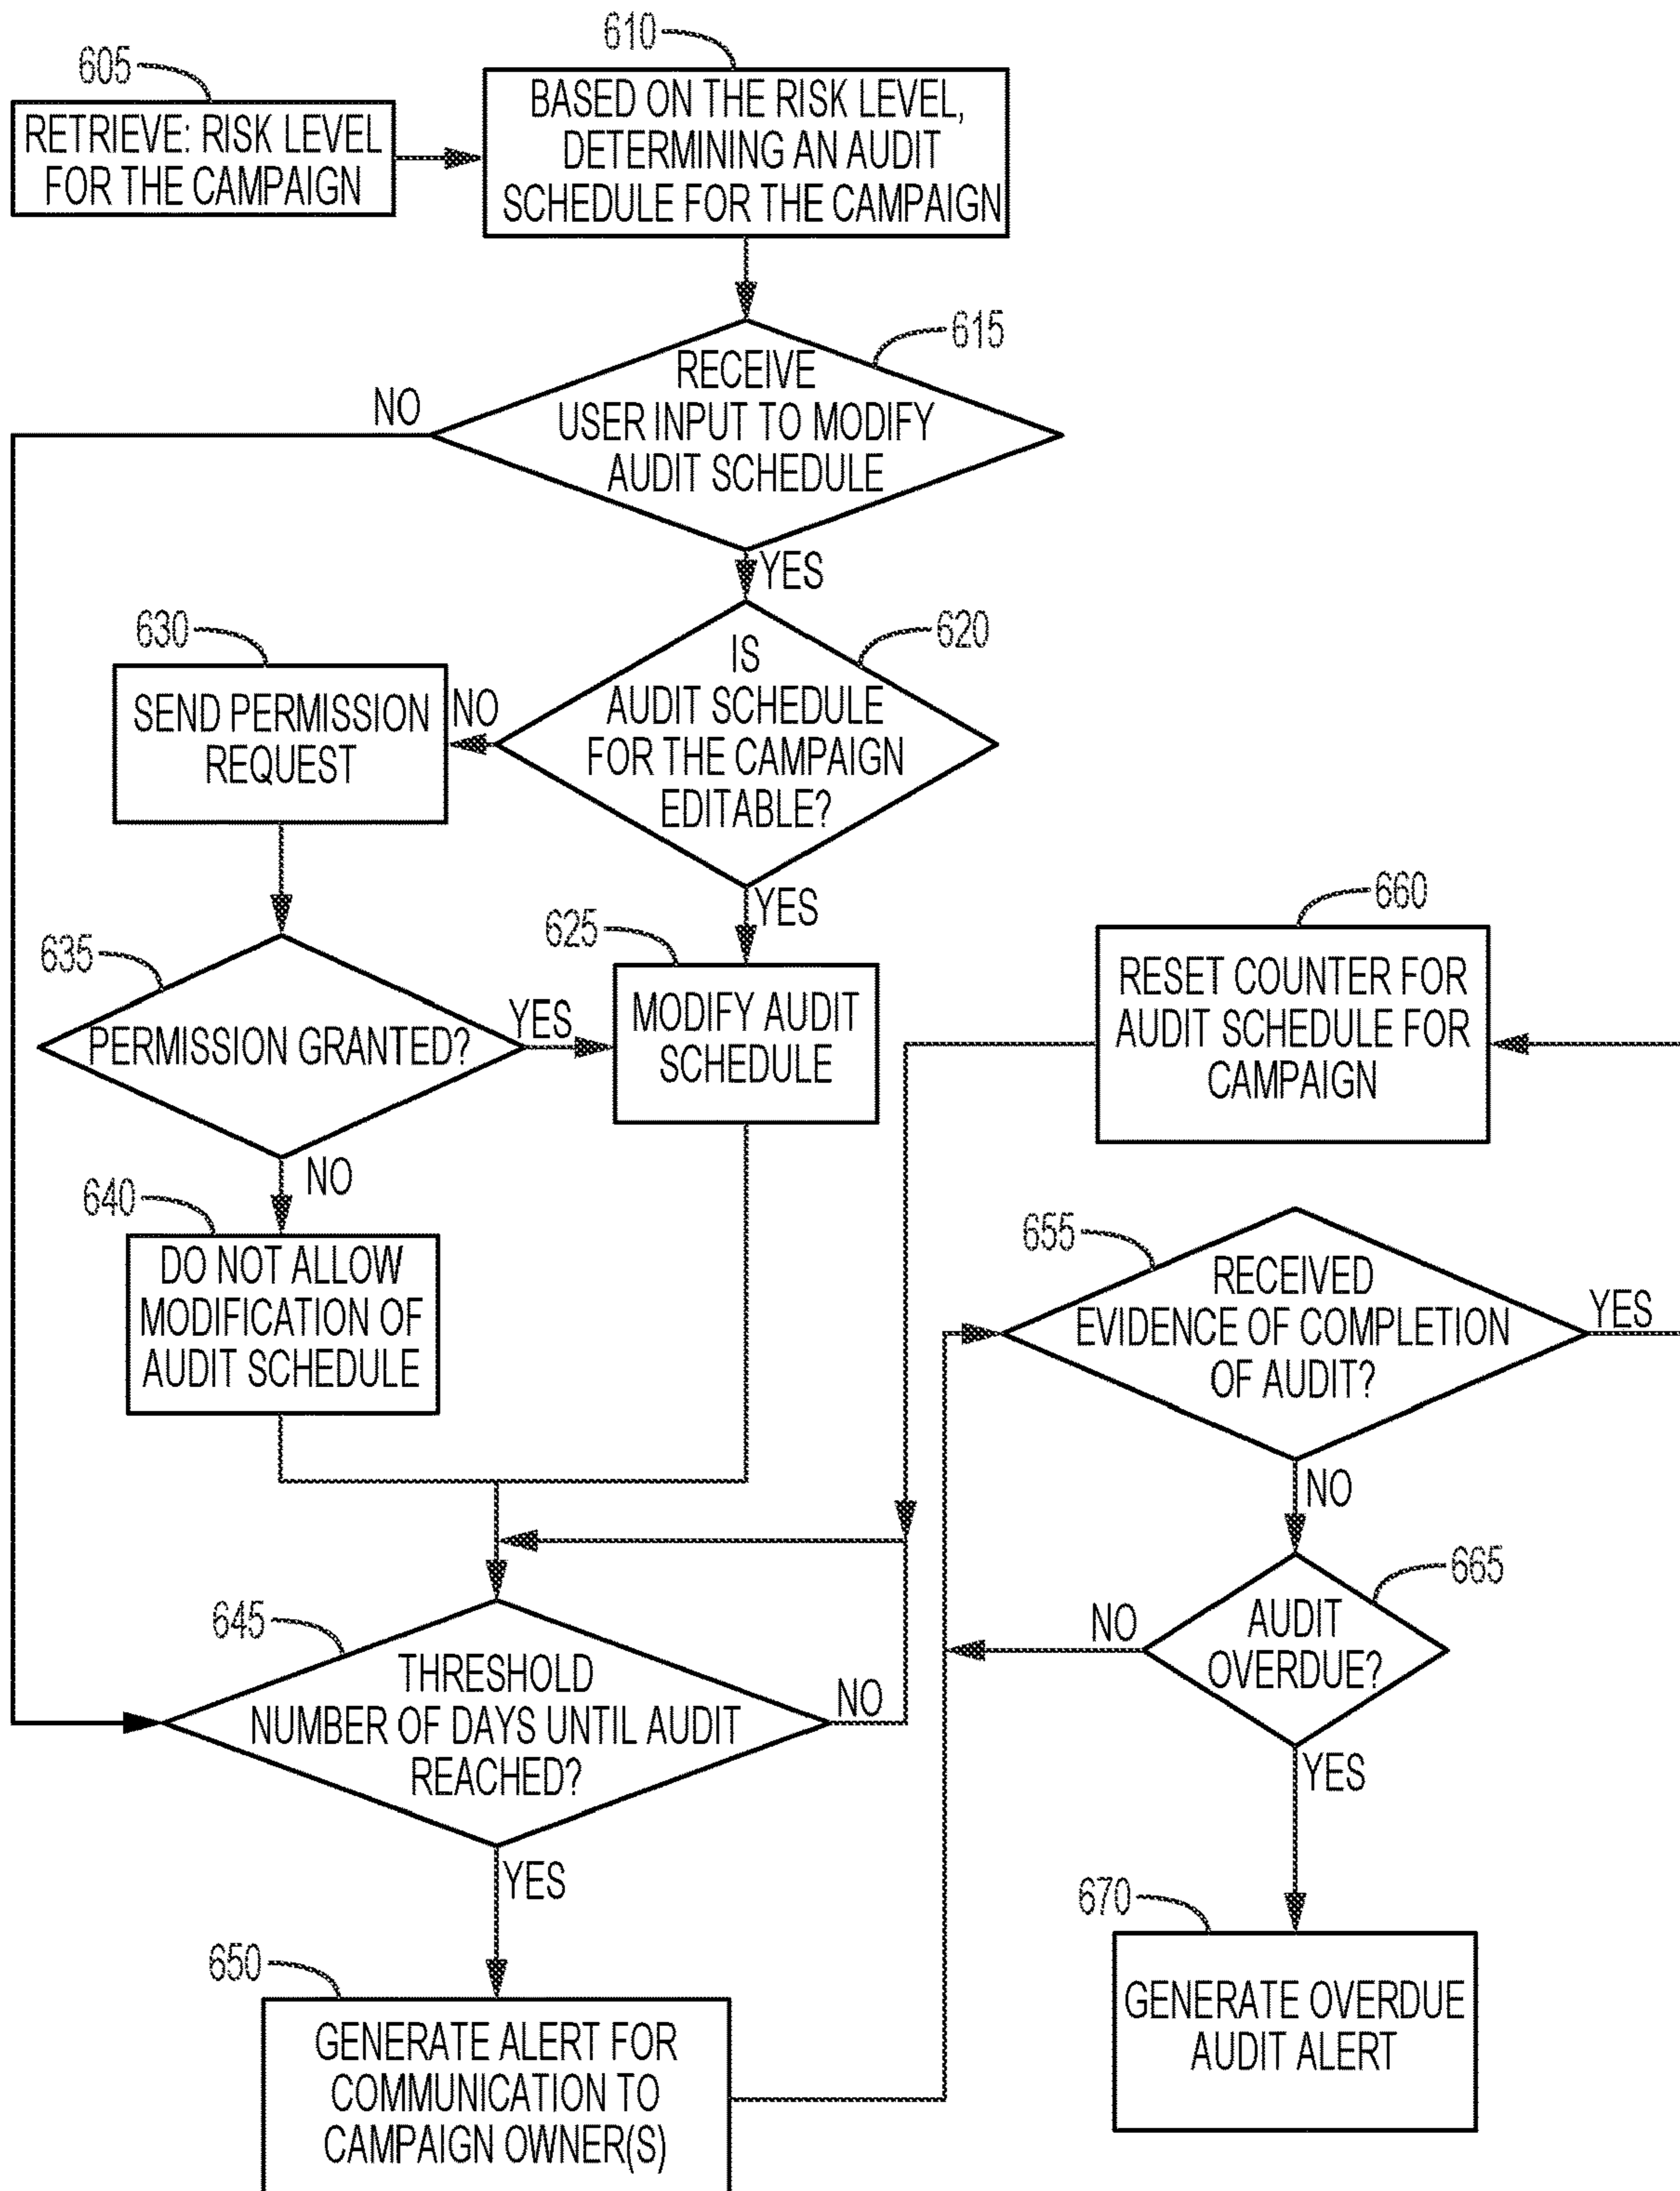 605
RETRIEVE: RISK LEVEL
FOR THE CAMPAIGN
610
BASED ON THE RISK LEVEL,
DETERMINING AN AUDIT
SCHEDULE FOR THE CAMPAIGN
615
RECEIVE
USER INPUT TO MODIFY
AUDIT SCHEDULE
NO
YES
620
IS
AUDIT SCHEDULE
FOR THE CAMPAIGN
EDITABLE?
NO
YES
630
SEND PERMISSION
REQUEST
635
PERMISSION GRANTED?
YES
NO
625
MODIFY AUDIT
SCHEDULE
640
DO NOT ALLOW
MODIFICATION OF
AUDIT SCHEDULE
645
THRESHOLD
NUMBER OF DAYS UNTIL AUDIT
REACHED?
NO
YES
650
GENERATE ALERT FOR
COMMUNICATION TO
CAMPAIGN OWNER(S)
660
RESET COUNTER FOR
AUDIT SCHEDULE FOR
CAMPAIGN
655
RECEIVED
EVIDENCE OF COMPLETION
OF AUDIT?
YES
NO
665
AUDIT
OVERDUE?
NO
YES
670
GENERATE OVERDUE
AUDIT ALERT